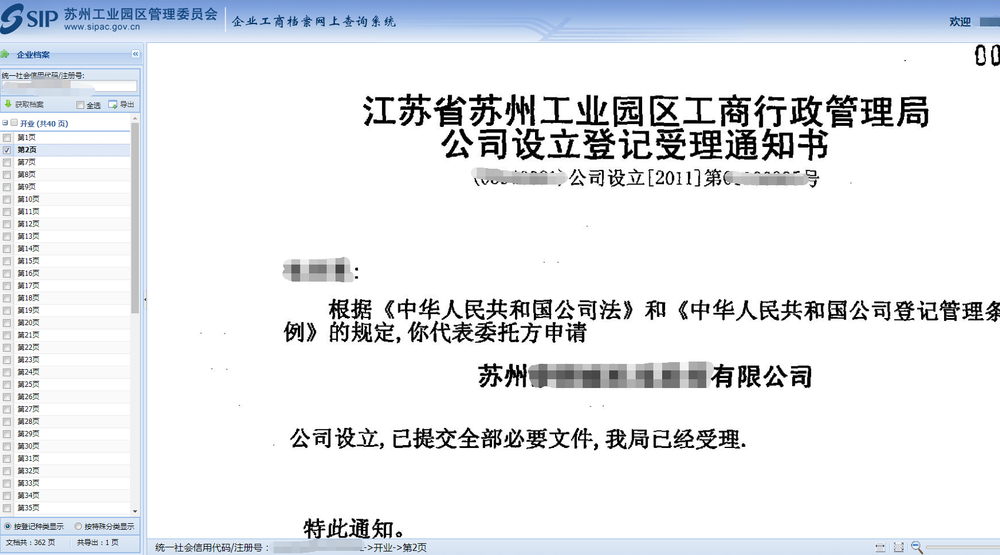 SIP 苏州工业园区管理委员会
www.sipac.gov.cn
企业工商档案网上查询系统
欢迎
企业档案
统一社会信用代码/注册号:
获取档案 全选 导出
开业 (共40 页)
第1页
第2页
第7页
第8页
第9页
第10页
第11页
第12页
第13页
第14页
第15页
第16页
第17页
第18页
第19页
第20页
第21页
第22页
第23页
第24页
第25页
第26页
第27页
第28页
第29页
第30页
第31页
第32页
第33页
第34页
第35页
按登记种类显示 按特殊分类显示
文档共：362 页 共导出：1 页
00
江苏省苏州工业园区工商行政管理局
公司设立登记受理通知书
公司设立[2011]第 号
:
根据《中华人民共和国公司法》和《中华人民共和国公司登记管理条
例》的规定,你代表委托方申请
苏州 有限公司
公司设立,已提交全部必要文件,我局已经受理.
特此通知。
统一社会信用代码/注册号： ->开业->第2页